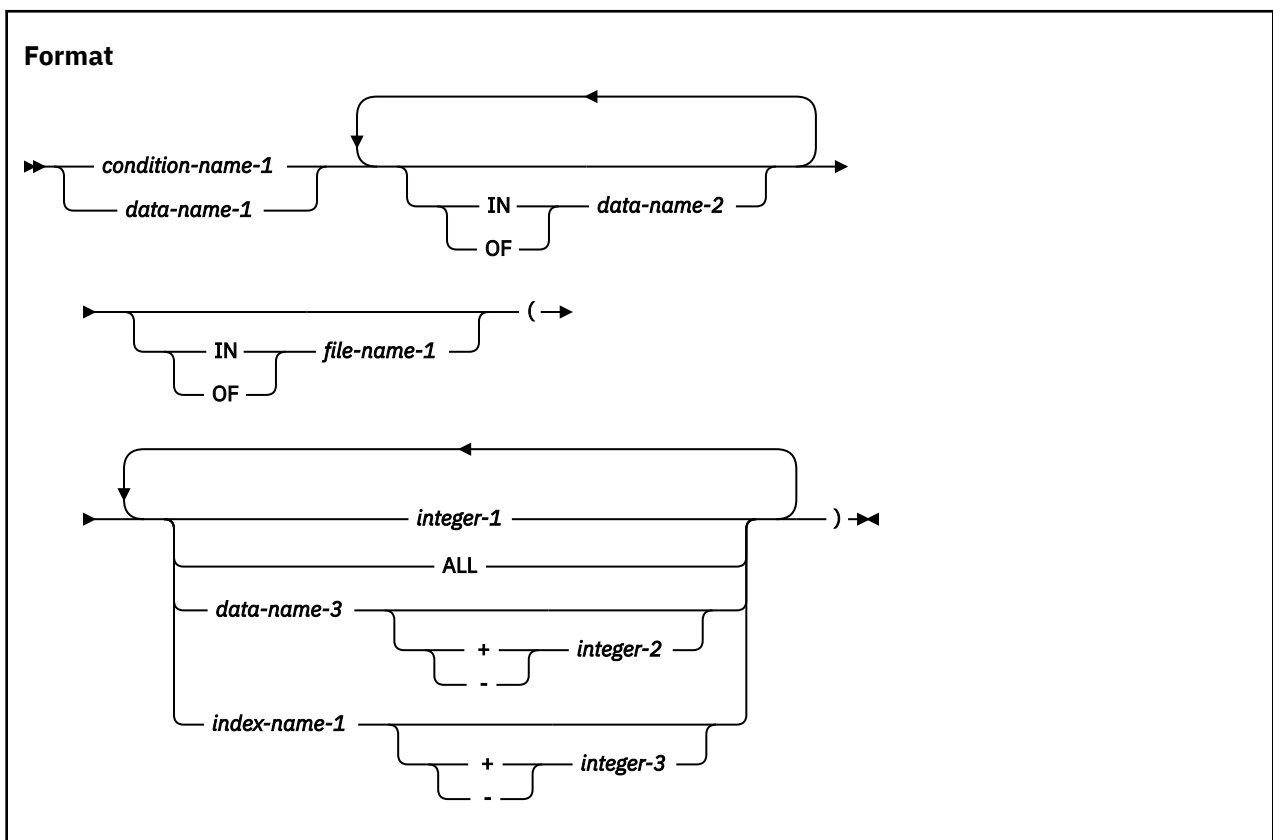 Format
condition-name-1
data-name-1
IN data-name-2
OF
(
IN file-name-1
OF
integer-1 )
ALL
data-name-3
+ integer-2
-
index-name-1
+ integer-3
-